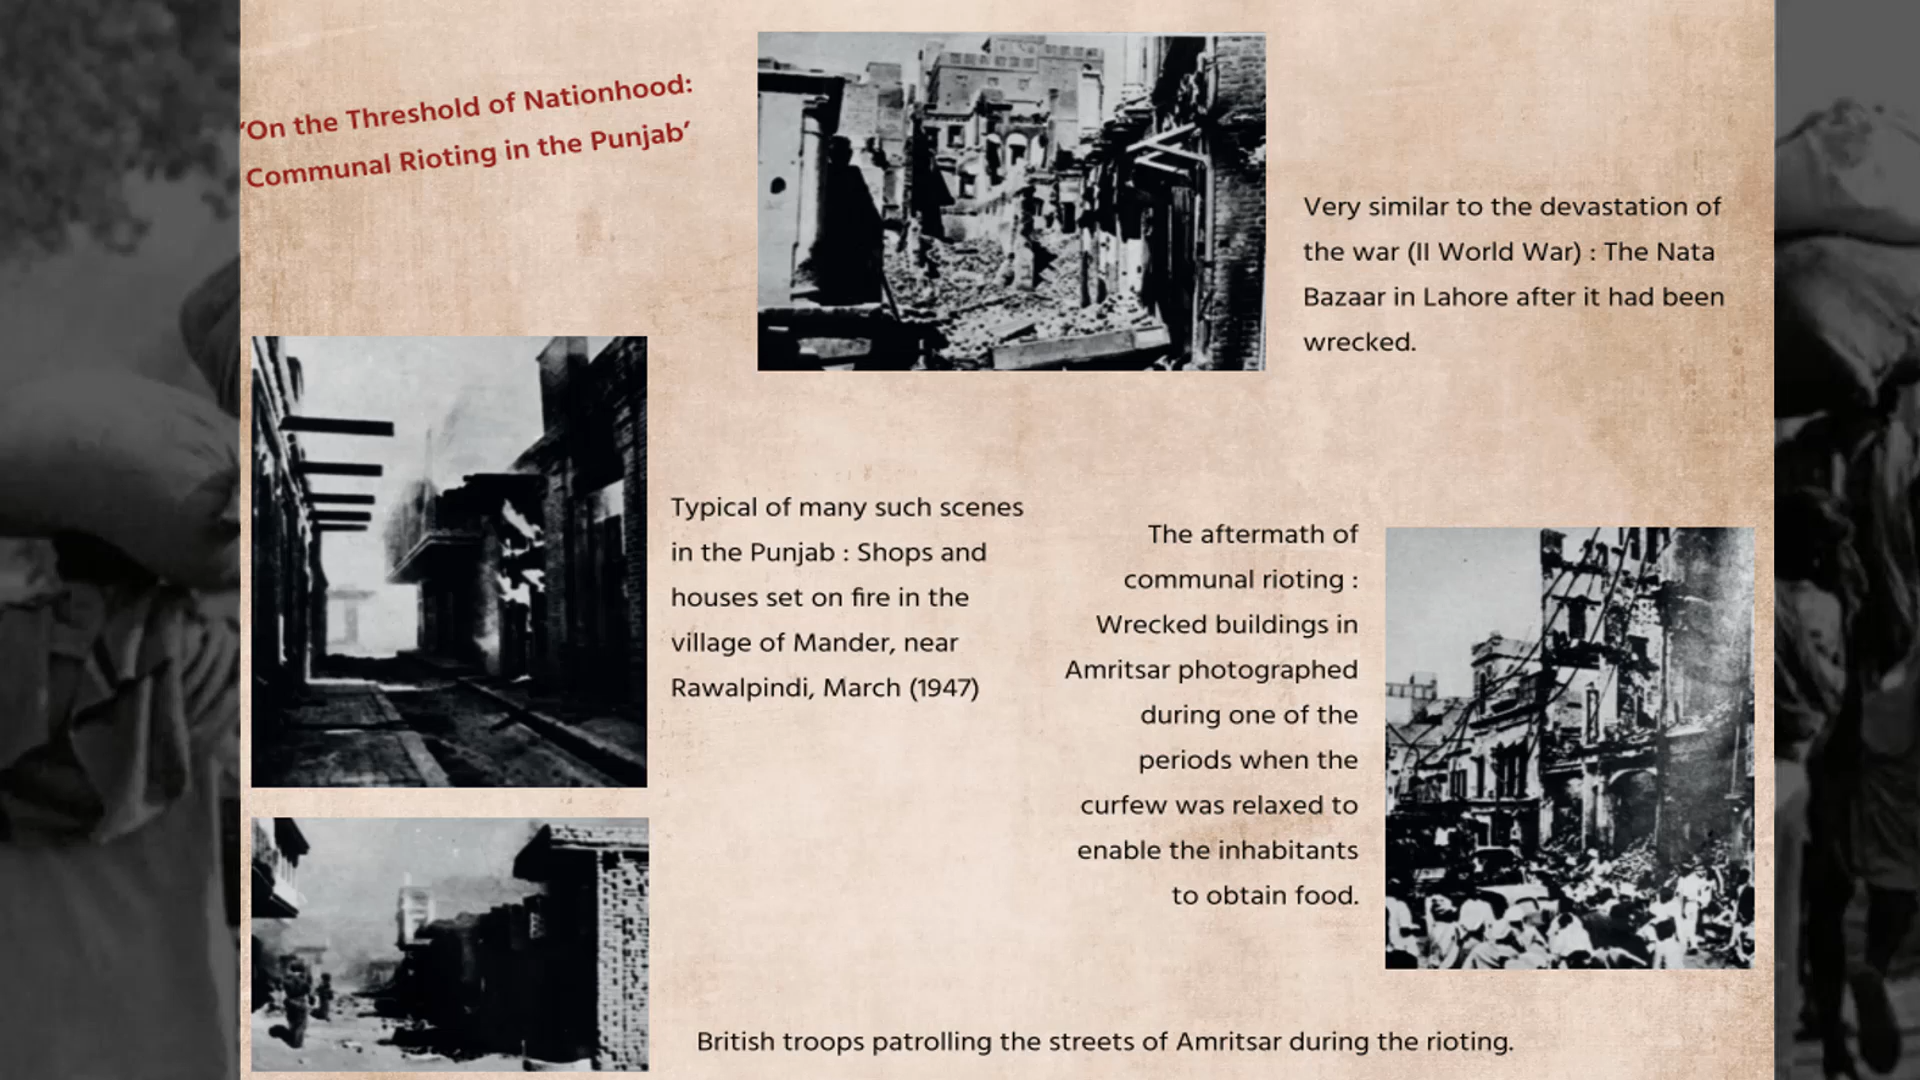 ‘On the Threshold of Nationhood:
Communal Rioting in the Punjab’
Very similar to the devastation of
the war (II World War) : The Nata
Bazaar in Lahore after it had been
wrecked.
Typical of many such scenes
in the Punjab : Shops and
houses set on fire in the
village of Mander, near
Rawalpindi, March (1947)
The aftermath of
communal rioting :
Wrecked buildings in
Amritsar photographed
during one of the
periods when the
curfew was relaxed to
enable the inhabitants
to obtain food.
British troops patrolling the streets of Amritsar during the rioting.